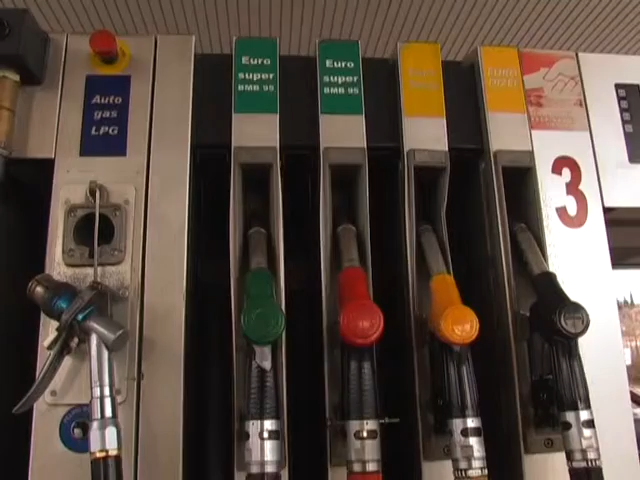 Auto
gas
LPG
Euro
super
BMB 95
Euro
super
BMB 95
EURO
DIZEL
3